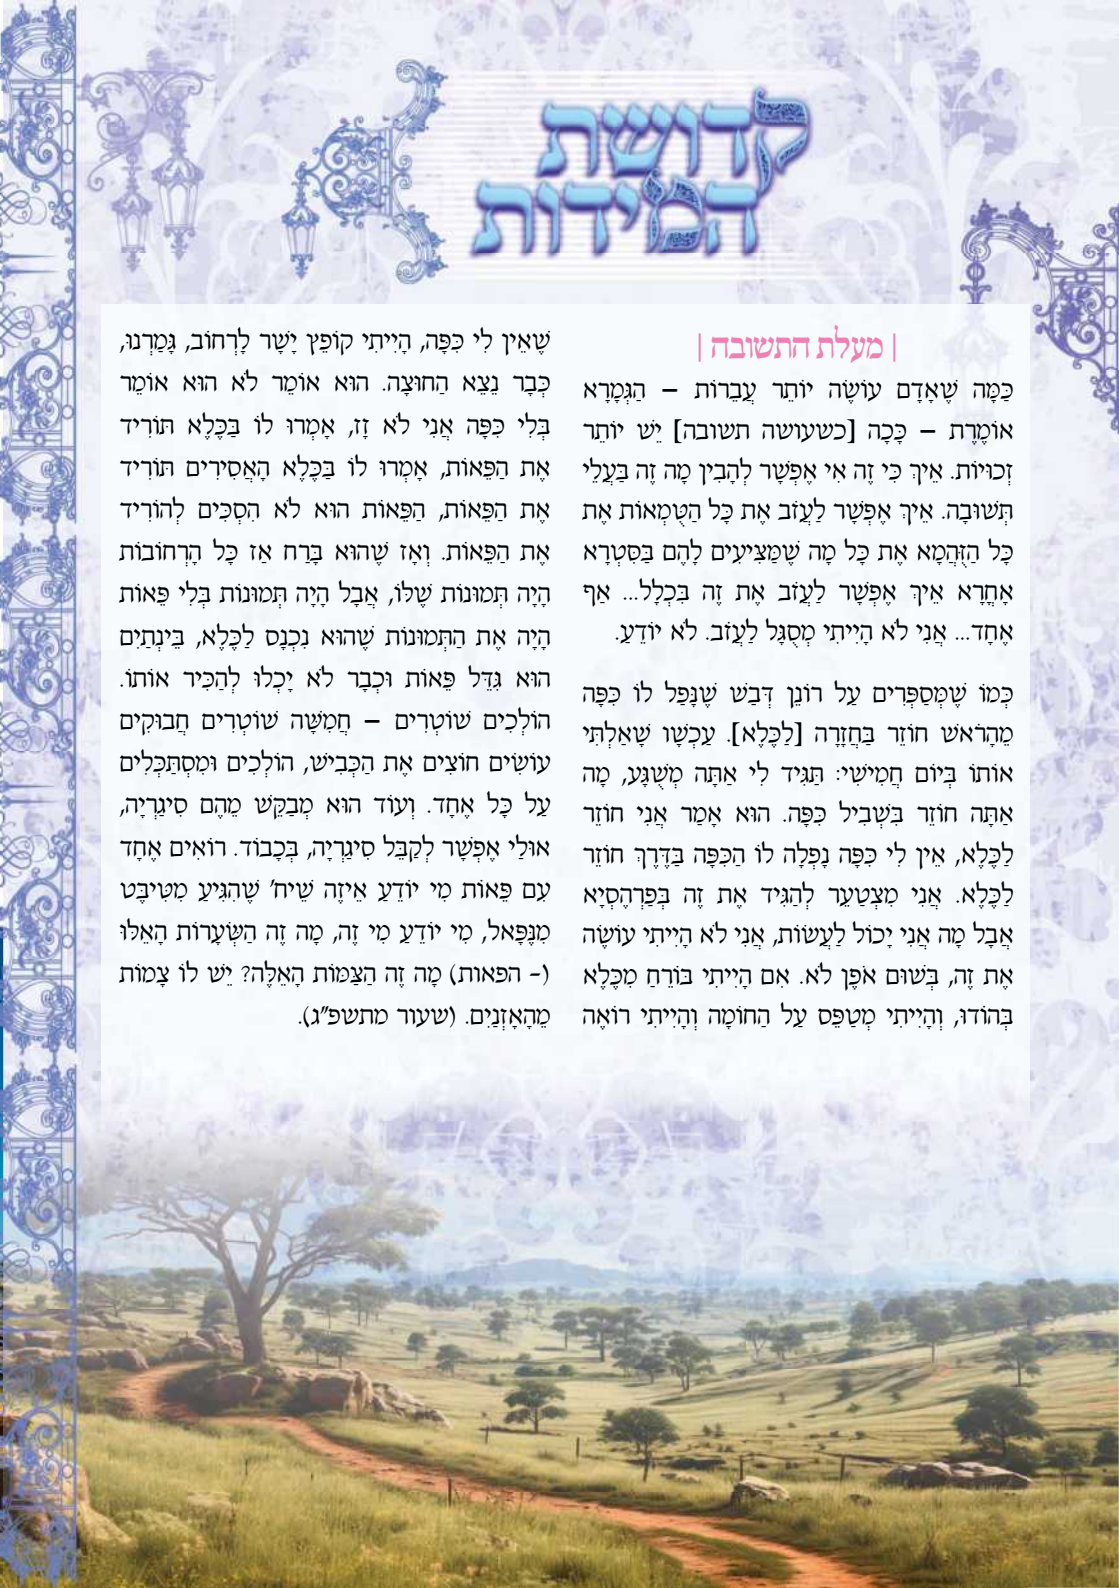 קדושת
המידות
| מעלת התשובה |
כַּמָּה שֶׁאָדָם עוֹשֶׂה יוֹתֵר עֲבֵרוֹת – הַגְּמָרָא
אוֹמֶרֶת – כָּכָה [כשעושה תשובה] יֵשׁ יוֹתֵר
זְכוּיּוֹת. אֵיךְ כִּי זֶה אִי אֶפְשָׁר לְהָבִין מָה זֶה בַּעֲלֵי
תְּשׁוּבָה. אֵיךְ אֶפְשָׁר לַעֲזֹב אֶת כָּל הַטֻּמְאוֹת אֶת
כָּל הַזֻּהֲמָא אֶת כָּל מָה שֶׁמַּצִּיעִים לָהֶם בַּסִּטְרָא
אָחֳרָא אֵיךְ אֶפְשָׁר לַעֲזֹב אֶת זֶה בִּכְלָל... אַף
אֶחָד... אֲנִי לֹא הָיִיתִי מְסֻגָּל לַעֲזֹב. לֹא יוֹדֵעַ.
כְּמוֹ שֶׁמְּסַפְּרִים עַל רוֹנֵן דְּבַשׁ שֶׁנָּפַל לוֹ כִּפָּה
מֵהָרֹאשׁ חוֹזֵר בַּחֲזָרָה [לַכֶּלֶא]. עַכְשָׁו שָׁאַלְתִּי
אוֹתוֹ בְּיוֹם חֲמִישִׁי: תַּגִּיד לִי אַתָּה מְשֻׁגָּע, מָה
אַתָּה חוֹזֵר בִּשְׁבִיל כִּפָּה. הוּא אָמַר אֲנִי חוֹזֵר
לַכֶּלֶא, אֵין לִי כִּפָּה נָפְלָה לוֹ הַכִּפָּה בַּדֶּרֶךְ חוֹזֵר
לַכֶּלֶא. אֲנִי מִצְטַעֵר לְהַגִּיד אֶת זֶה בְּפַרְהֶסְיָא
אֲבָל מָה אֲנִי יָכוֹל לַעֲשׂוֹת, אֲנִי לֹא הָיִיתִי עוֹשֶׂה
אֶת זֶה, בְּשׁוּם אֹפֶן לֹא. אִם הָיִיתִי בּוֹרֵחַ מִכֶּלֶא
בְּהוֹדוּ, וְהָיִיתִי מְטַפֵּס עַל הַחוֹמָה וְהָיִיתִי רוֹאֶה
שֶׁאֵין לִי כִּפָּה, הָיִיתִי קוֹפֵץ יָשָׁר לָרְחוֹב, גָּמַרְנוּ,
כְּבָר נֵצֵא הַחוּצָה. הוּא אוֹמֵר לֹא הוּא אוֹמֵר
בְּלִי כִּפָּה אֲנִי לֹא זָז, אָמְרוּ לוֹ בַּכֶּלֶא תּוֹרִיד
אֶת הַפֵּאוֹת, אָמְרוּ לוֹ בַּכֶּלֶא הָאֲסִירִים תּוֹרִיד
אֶת הַפֵּאוֹת, הַפֵּאוֹת הוּא לֹא הִסְכִּים לְהוֹרִיד
אֶת הַפֵּאוֹת. וְאָז שֶׁהוּא בָּרַח אַז כָּל הָרְחוֹבוֹת
הָיָה תְּמוּנוֹת שֶׁלּוֹ, אֲבָל הָיָה תְּמוּנוֹת בְּלִי פֵּאוֹת
הָיָה אֶת הַתְּמוּנוֹת שֶׁהוּא נִכְנָס לַכֶּלֶא, בֵּינְתַיִם
הוּא גִּדֵּל פֵּאוֹת וּכְבָר לֹא יָכְלוּ לְהַכִּיר אוֹתוֹ.
הוֹלְכִים שׁוֹטְרִים – חֲמִשָּׁה שׁוֹטְרִים חֲבוּקִים
עוֹשִׂים חוֹצִים אֶת הַכְּבִישׁ, הוֹלְכִים וּמִסְתַּכְּלִים
עַל כָּל אֶחָד. וְעוֹד הוּא מְבַקֵּשׁ מֵהֶם סִיגַרְיָה,
אוּלַי אֶפְשָׁר לְקַבֵּל סִיגַרְיָה, בְּכָבוֹד. רוֹאִים אֶחָד
עִם פֵּאוֹת מִי יוֹדֵעַ אֵיזֶה שֵׁיח' שֶׁהִגִּיעַ מִטִּיבֶּט
מִנֶּפָּאל, מִי יוֹדֵעַ מִי זֶה, מָה זֶה הַשְּׂעָרוֹת הָאֵלּוּ
(- הפאות) מָה זֶה הַצַּמּוֹת הָאֵלֶּה? יֵשׁ לוֹ צָמוֹת
מֵהָאָזְנַיִם. (שעור מתשפ"ג).